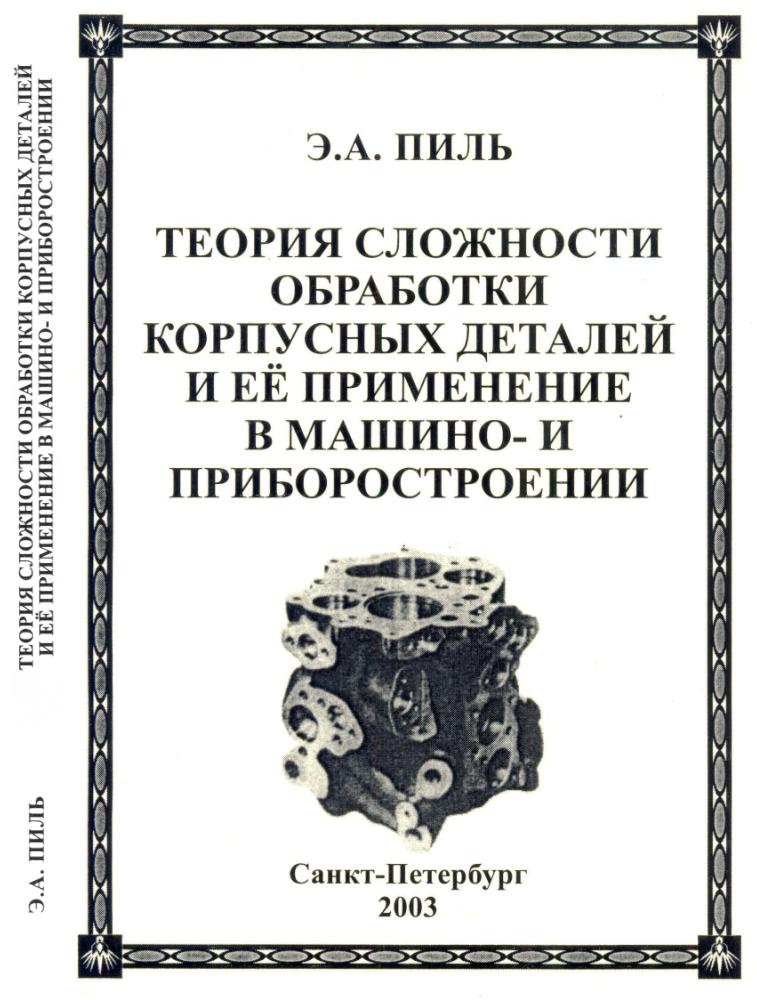 ТЕОРИЯ СЛОЖНОСТИ ОБРАБОТКИ КОРПУСНЫХ ДЕТАЛЕЙ
И ЕЁ ПРИМЕНЕНИЕ В МАШИНО- И ПРИБОРОСТРОЕНИИ
Э.А. ПИЛЬ
Э.А. ПИЛЬ
ТЕОРИЯ СЛОЖНОСТИ
ОБРАБОТКИ
КОРПУСНЫХ ДЕТАЛЕЙ
И ЕЁ ПРИМЕНЕНИЕ
В МАШИНО- И
ПРИБОРОСТРОЕНИИ
Санкт-Петербург
2003